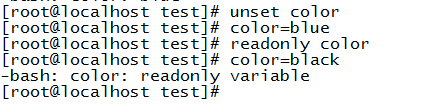 [root@localhost test]# unset color
[root@localhost test]# color=blue
[root@localhost test]# readonly color
[root@localhost test]# color=black
-bash: color: readonly variable
[root@localhost test]#